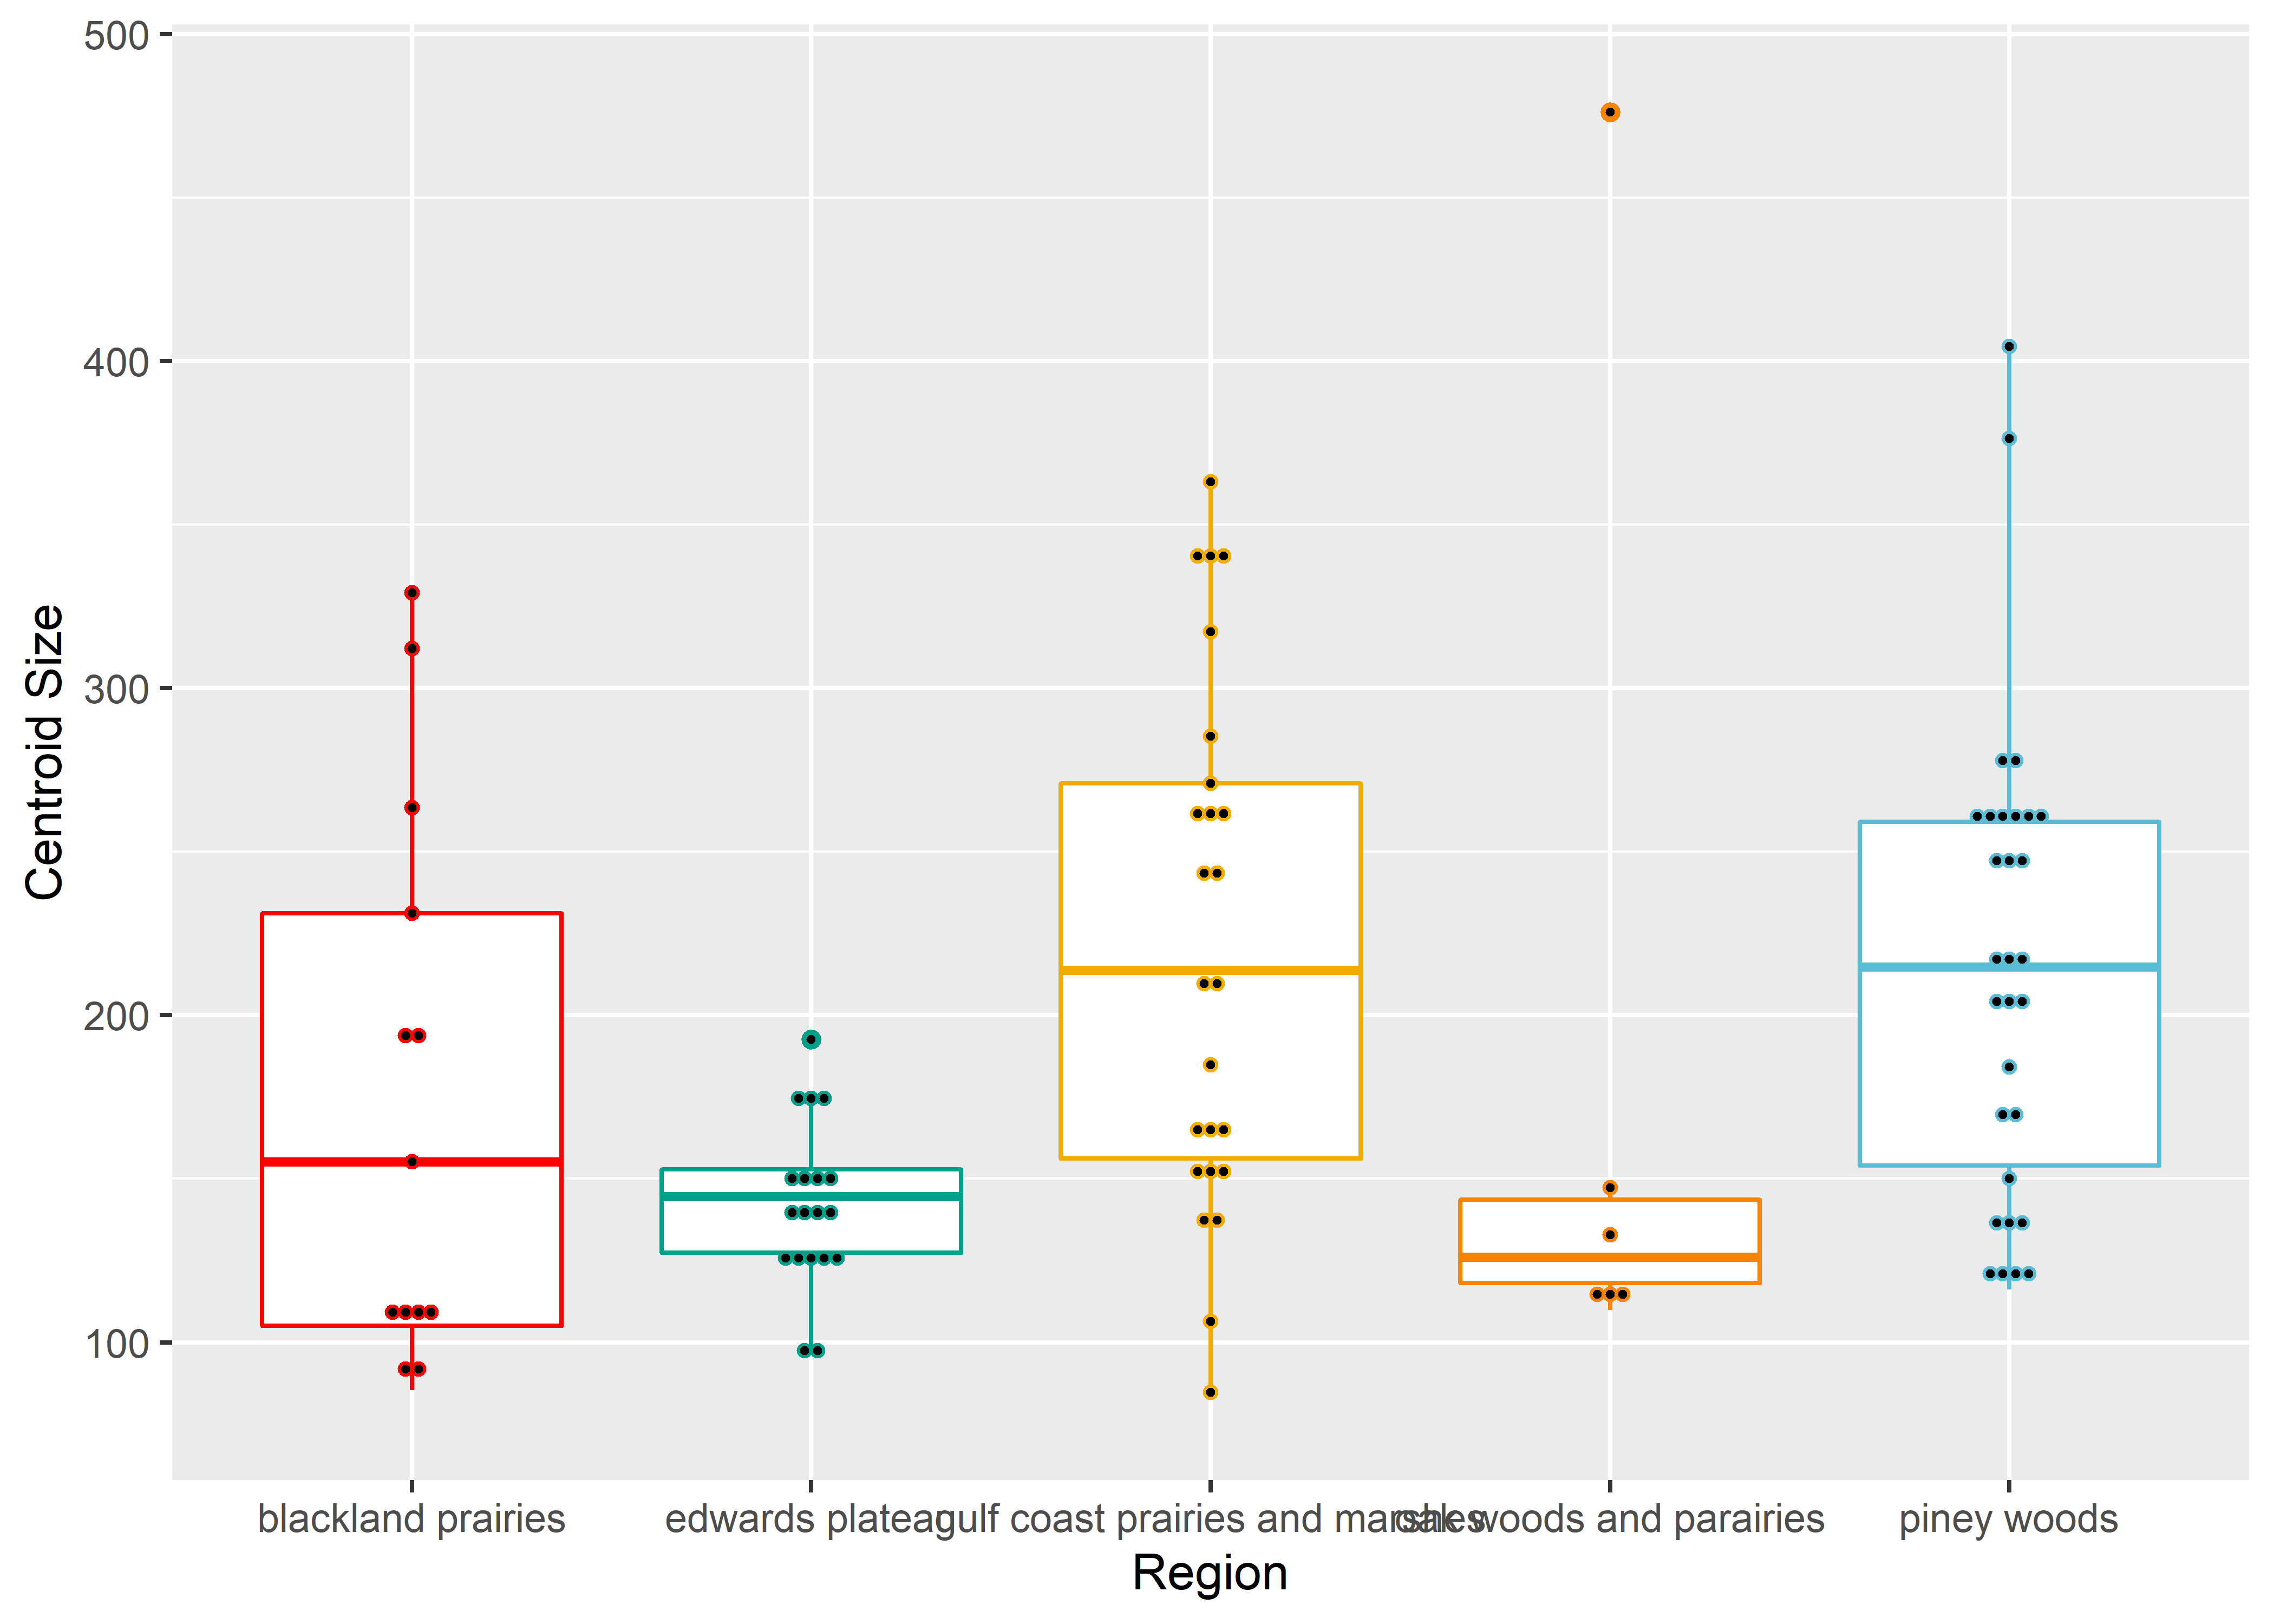 500
400
300
200
100
Centroid Size
blackland prairies edwards plateau gulf coast prairies and marshes oak woods and parairies piney woods
Region